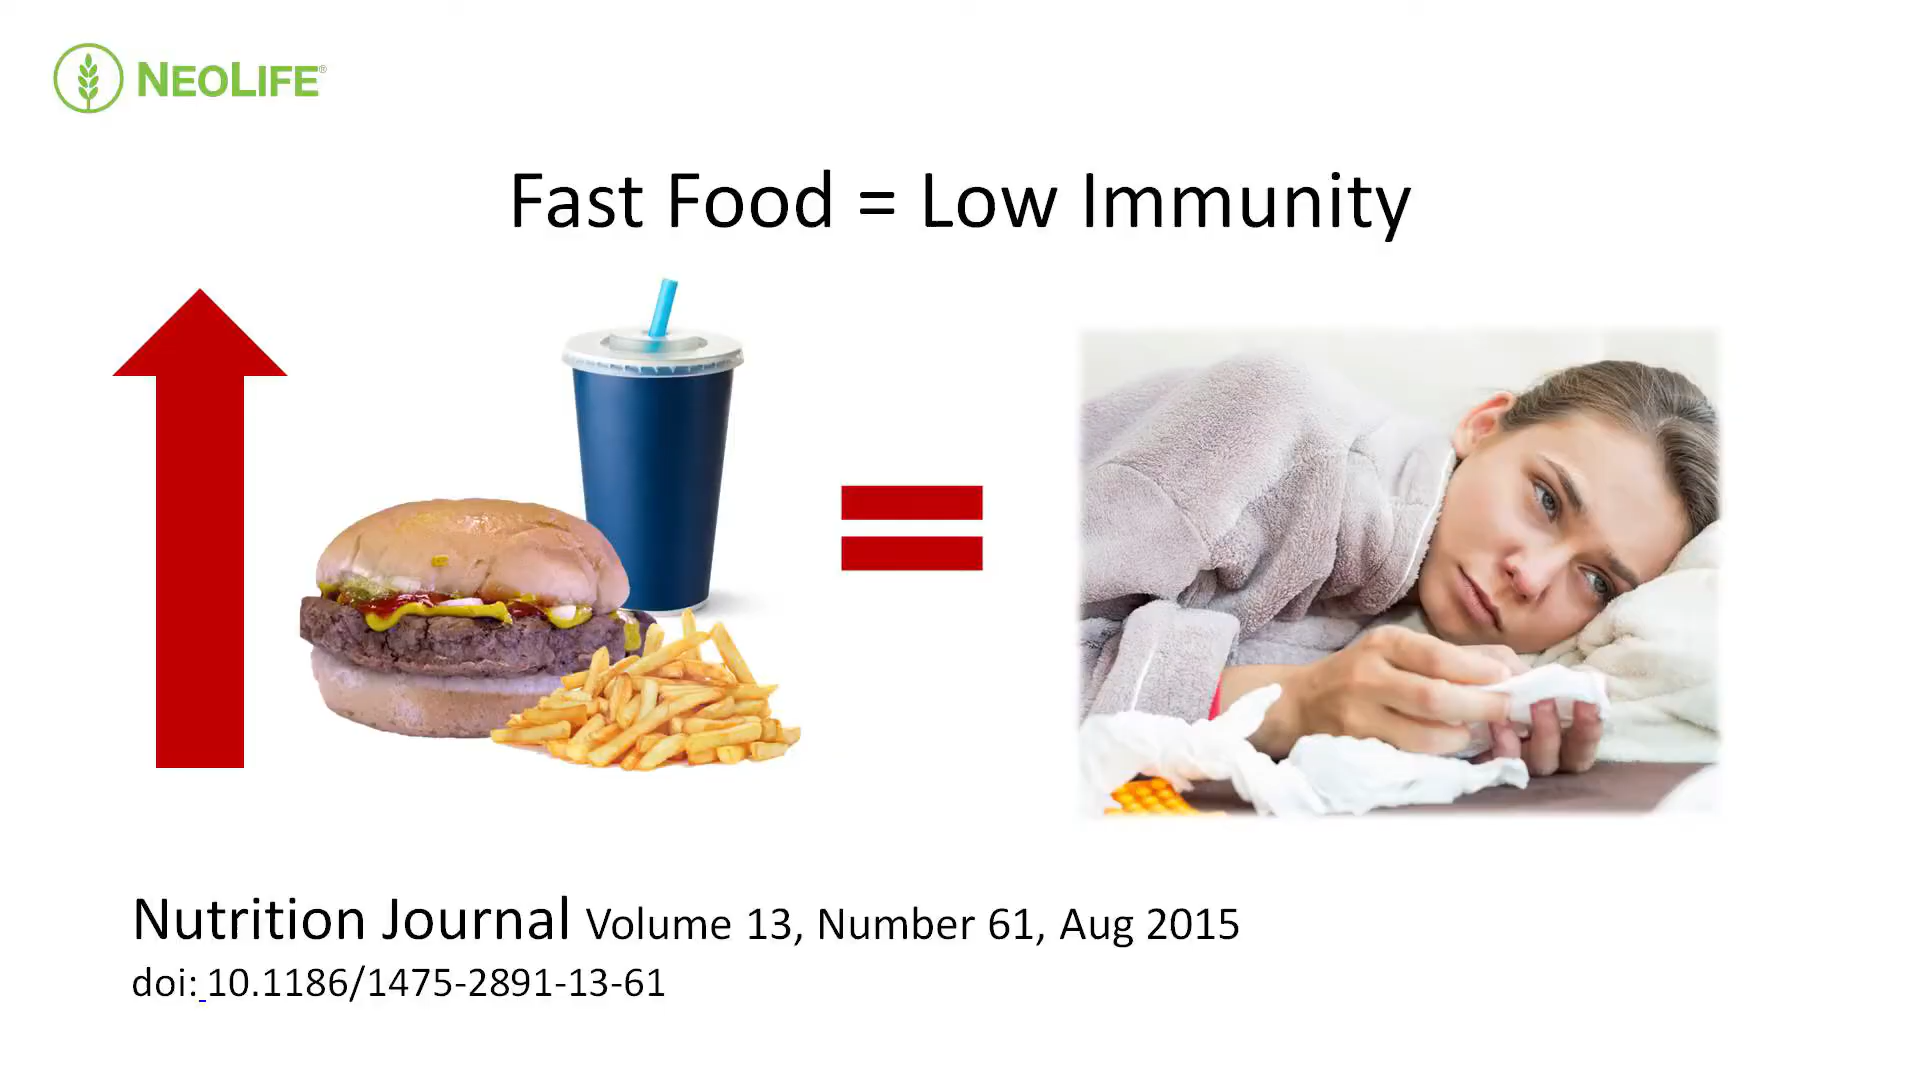 NEOLIFE®
Fast Food = Low Immunity
Nutrition Journal Volume 13, Number 61, Aug 2015
doi: 10.1186/1475-2891-13-61